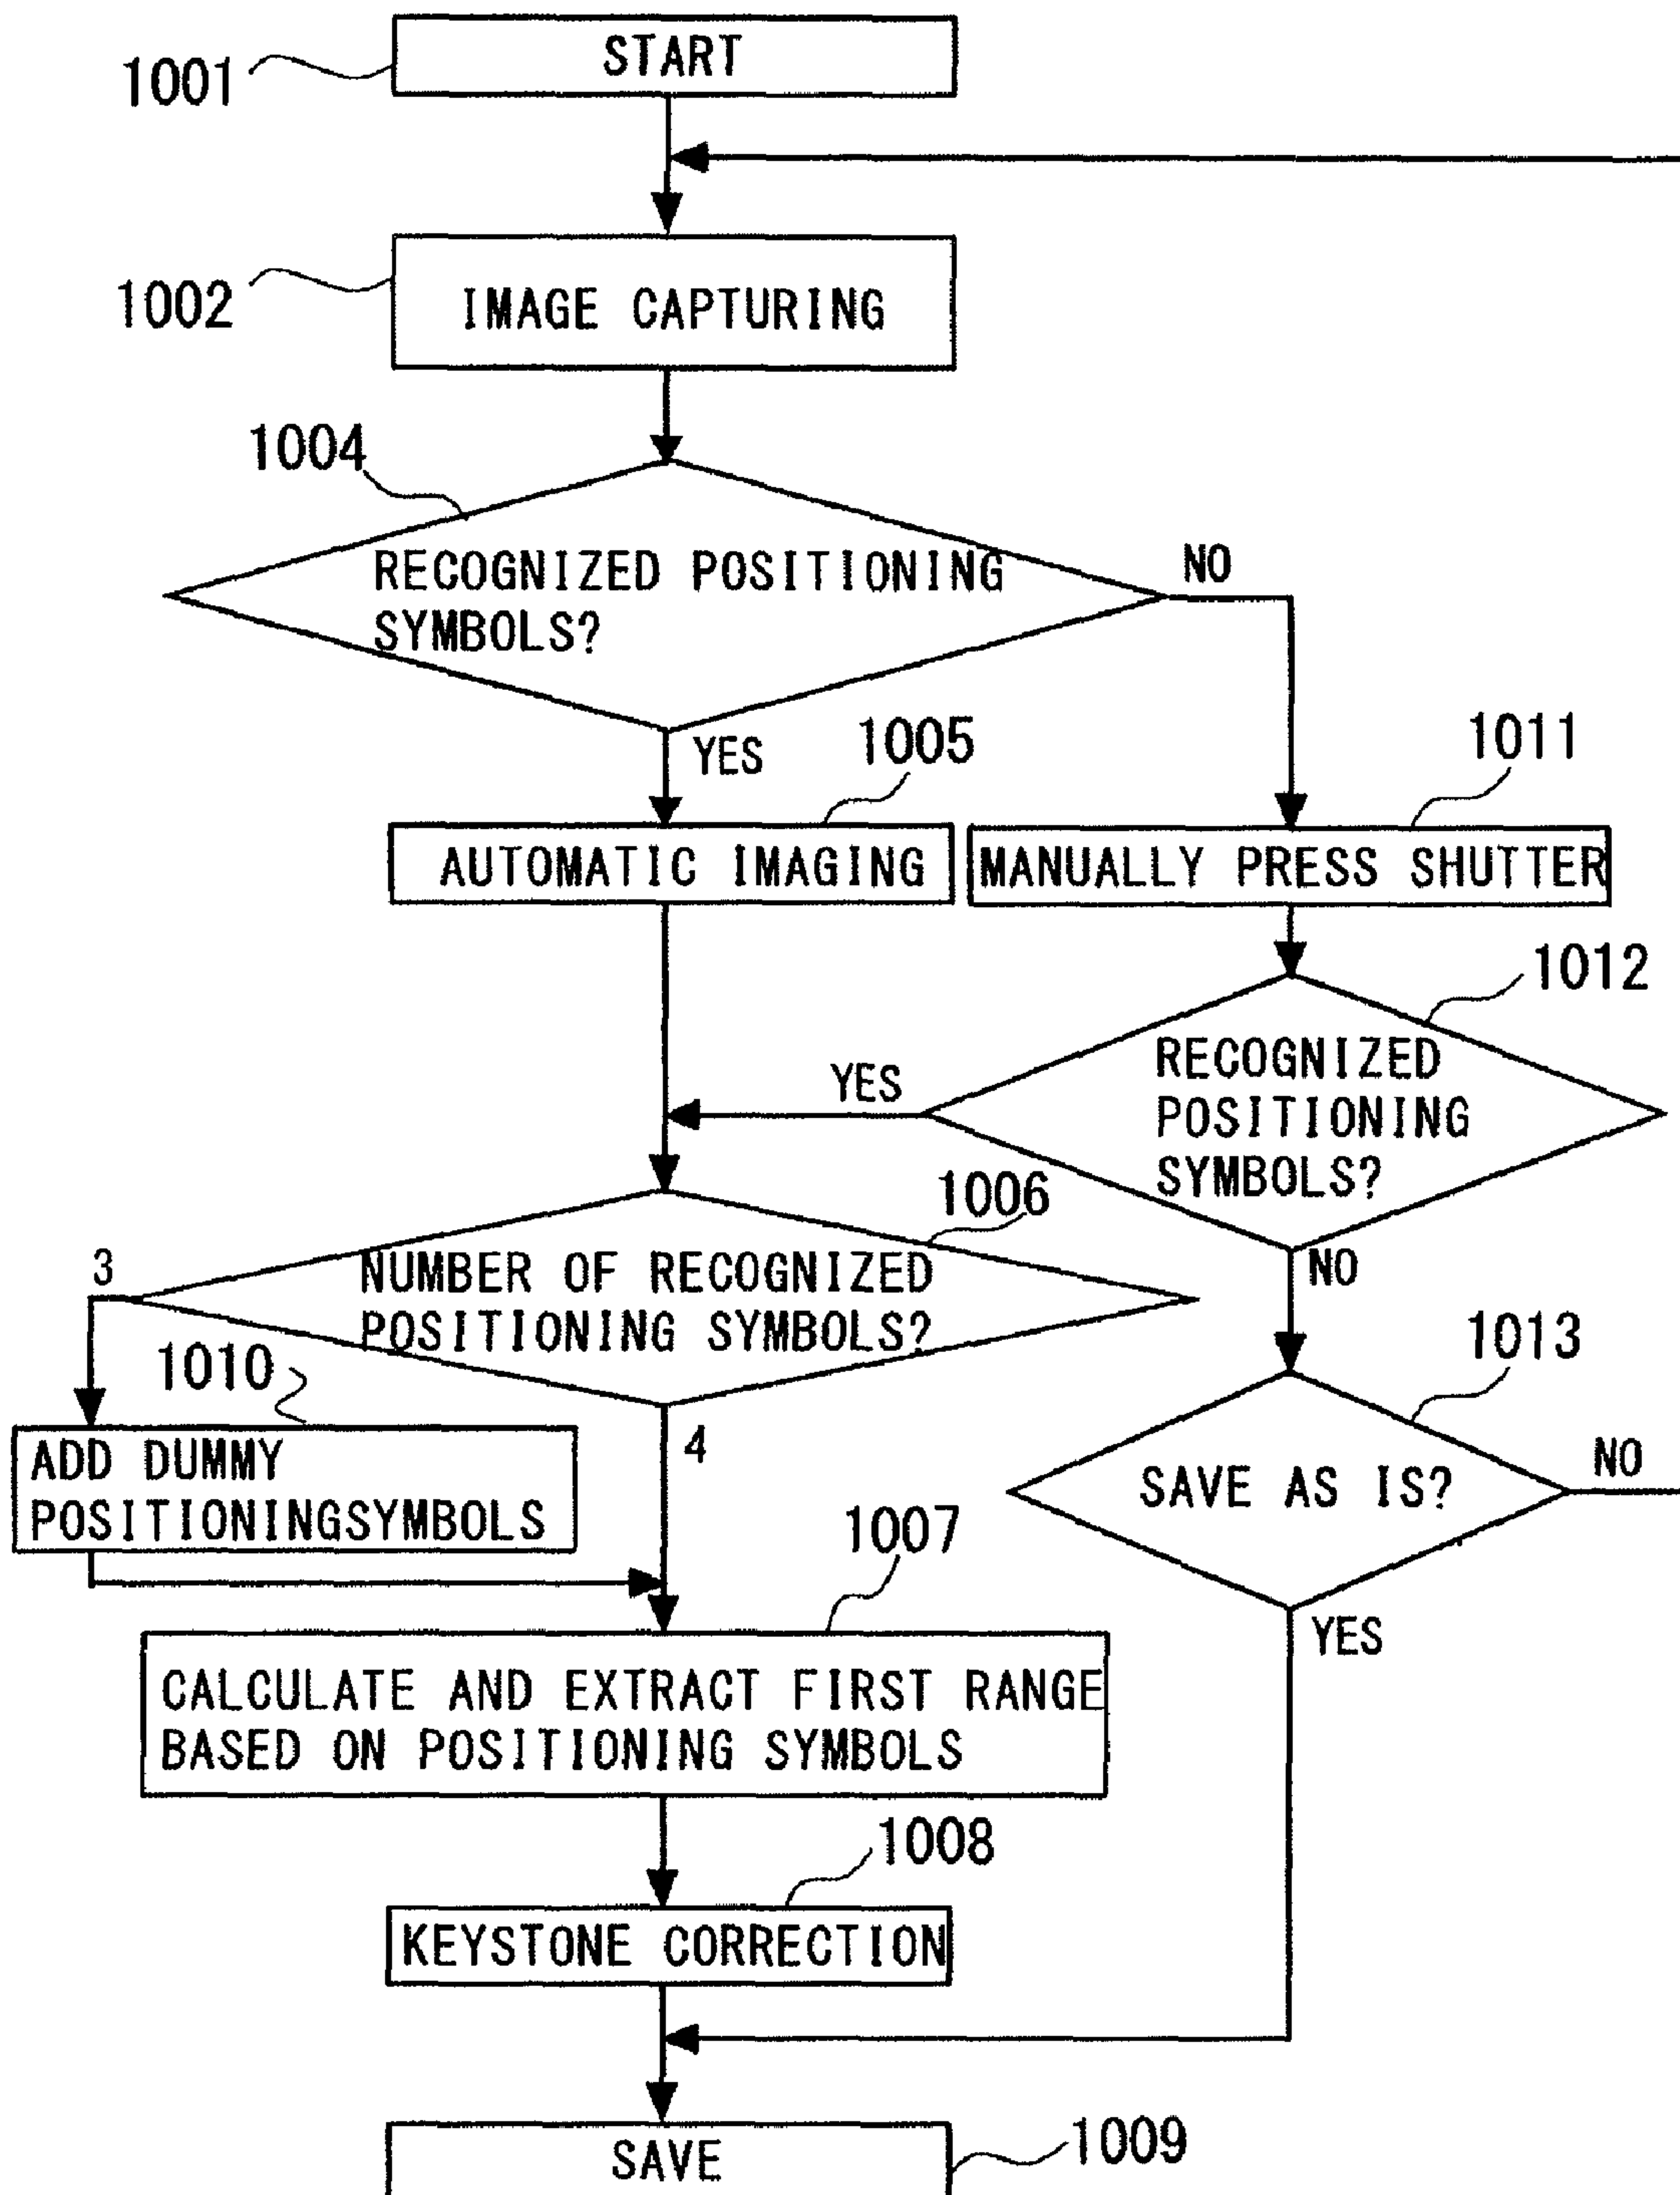 START
1001
1002
IMAGE CAPTURING
1004
RECOGNIZED POSITIONING
SYMBOLS?
NO
YES
1005
1011
AUTOMATIC IMAGING
MANUALLY PRESS SHUTTER
1012
YES
RECOGNIZED
POSITIONING
SYMBOLS?
1006
3
NUMBER OF RECOGNIZED
POSITIONING SYMBOLS?
NO
1010
1013
ADD DUMMY
POSITIONINGSYMBOLS
4
SAVE AS IS?
NO
1007
YES
CALCULATE AND EXTRACT FIRST RANGE
BASED ON POSITIONING SYMBOLS
1008
KEYSTONE CORRECTION
SAVE
1009